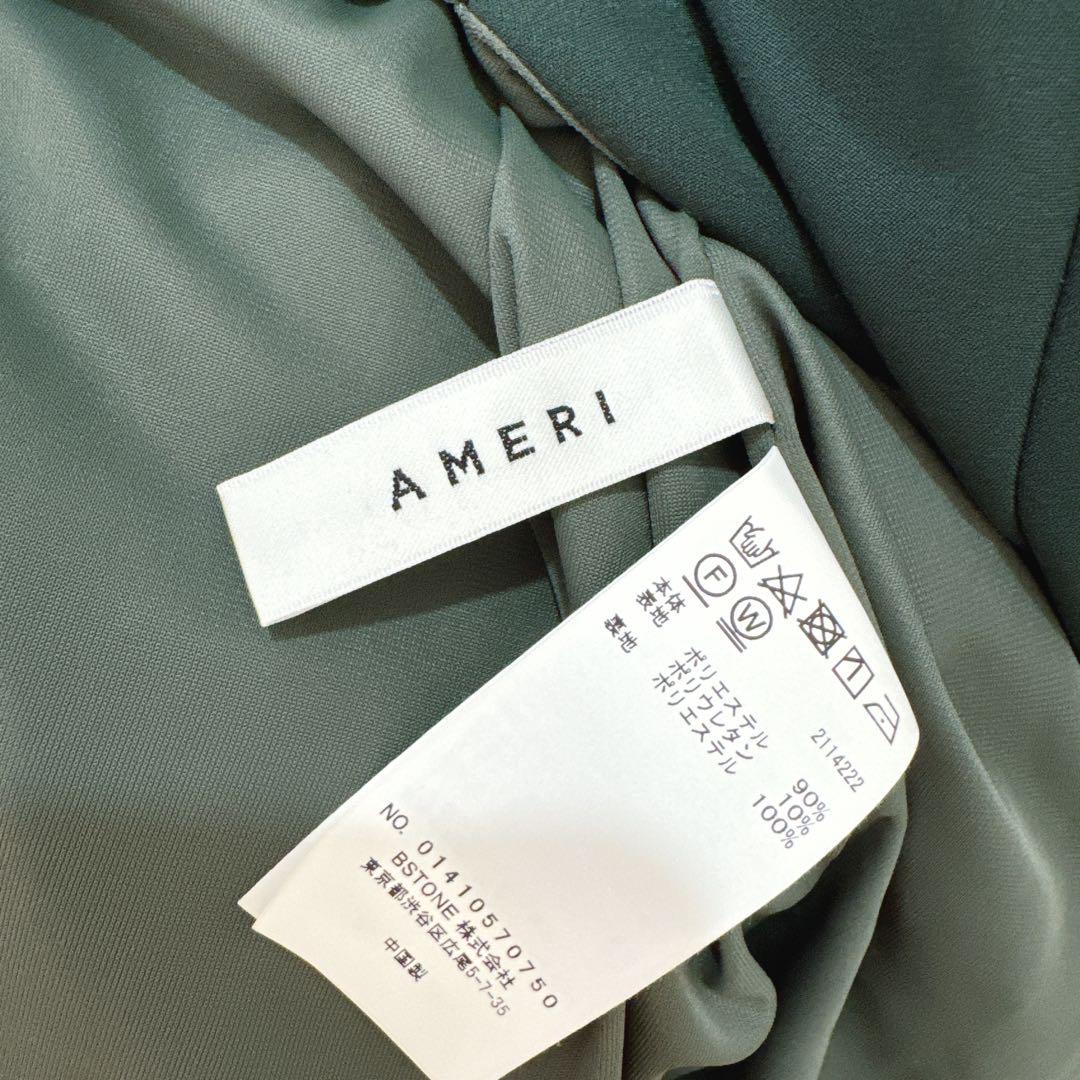 AMERI
F
W
本体
表地
裏地
ポリエステル 90%
ポリウレタン 10%
ポリエステル 100%
2114222
NO. 01410570750
BSTONE 株式会社
東京都渋谷区広尾5-7-35
中国製